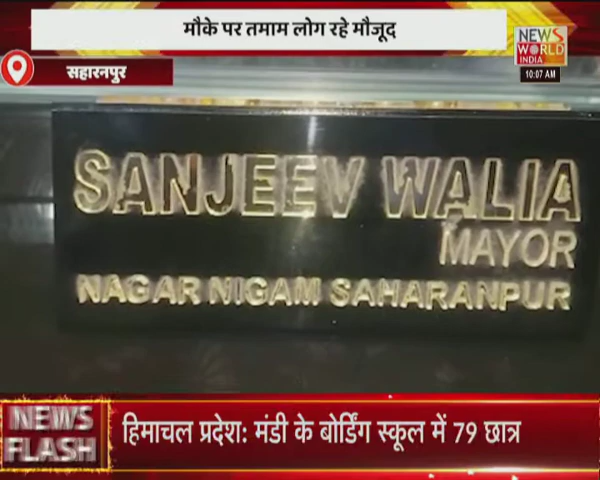 मौके पर तमाम लोग रहे मौजूद
NEWS
WORLD
INDIA
10:07 AM
सहारनपुर
SANJEEV WALIA
MAYOR
NAGAR NIGAM SAHARANPUR
NEWS
FLASH
हिमाचल प्रदेश: मंडी के बोर्डिंग स्कूल में 79 छात्र